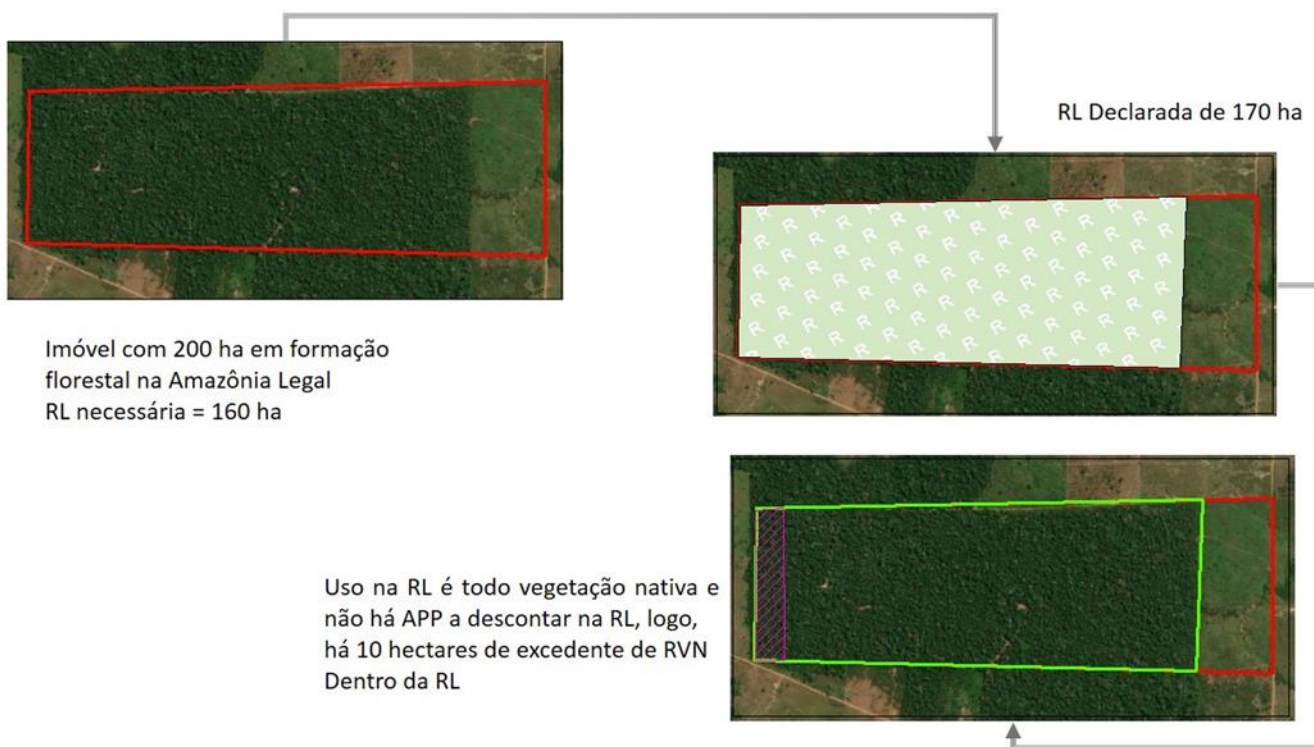 RL Declarada de 170 ha
Imóvel com 200 ha em formação
florestal na Amazônia Legal
RL necessária = 160 ha
Uso na RL é todo vegetação nativa e
não há APP a descontar na RL, logo,
há 10 hectares de excedente de RVN
Dentro da RL